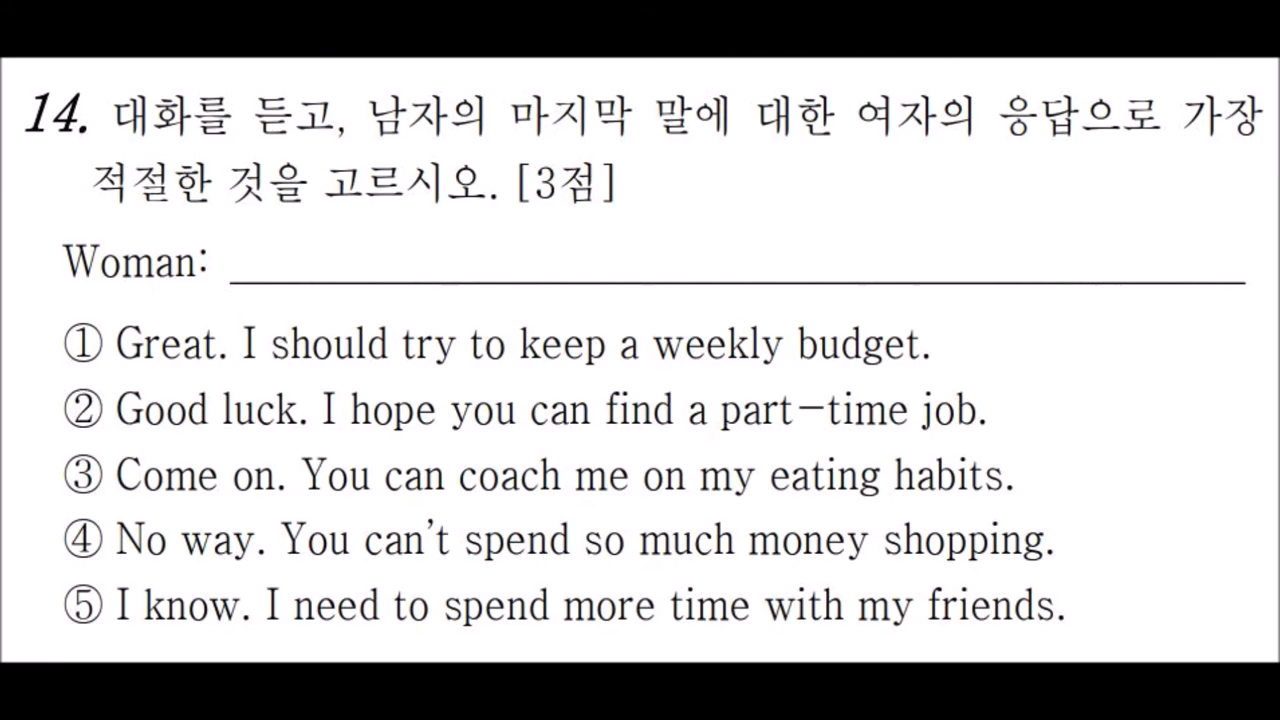 14. 대화를 듣고, 남자의 마지막 말에 대한 여자의 응답으로 가장
적절한 것을 고르시오. [3점]
Woman:
① Great. I should try to keep a weekly budget.
② Good luck. I hope you can find a part-time job.
③ Come on. You can coach me on my eating habits.
④ No way. You can't spend so much money shopping.
⑤ I know. I need to spend more time with my friends.